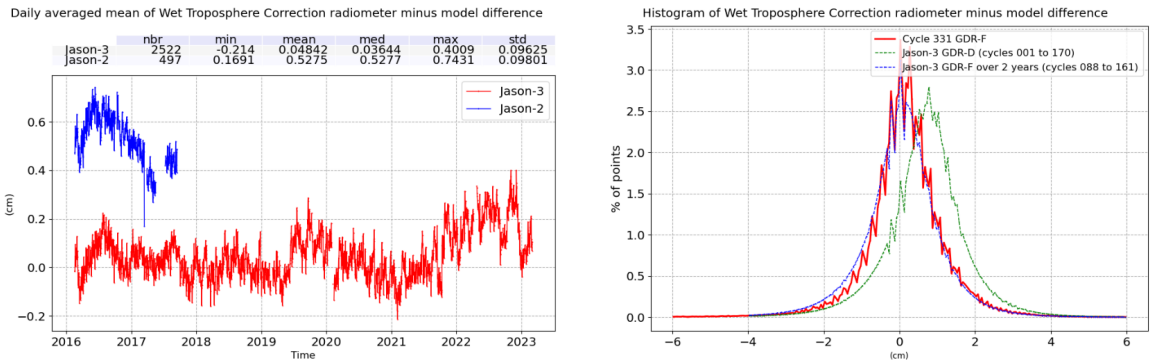 Daily averaged mean of Wet Troposphere Correction radiometer minus model difference
nbr min mean med max std
Jason-3 2522 -0.214 0.04842 0.03644 0.4009 0.09625
Jason-2 497 0.1691 0.5275 0.5277 0.7431 0.09801
Jason-3
Jason-2
0.6
0.4
0.2
0.0
−0.2
(cm)
2016 2017 2018 2019 2020 2021 2022 2023
Time
Histogram of Wet Troposphere Correction radiometer minus model difference
Cycle 331 GDR-F
Jason-3 GDR-D (cycles 001 to 170)
Jason-3 GDR-F over 2 years (cycles 088 to 161)
3.5
3.0
2.5
2.0
1.5
1.0
0.5
0.0
% of points
−6 −4 −2 0 2 4 6
(cm)